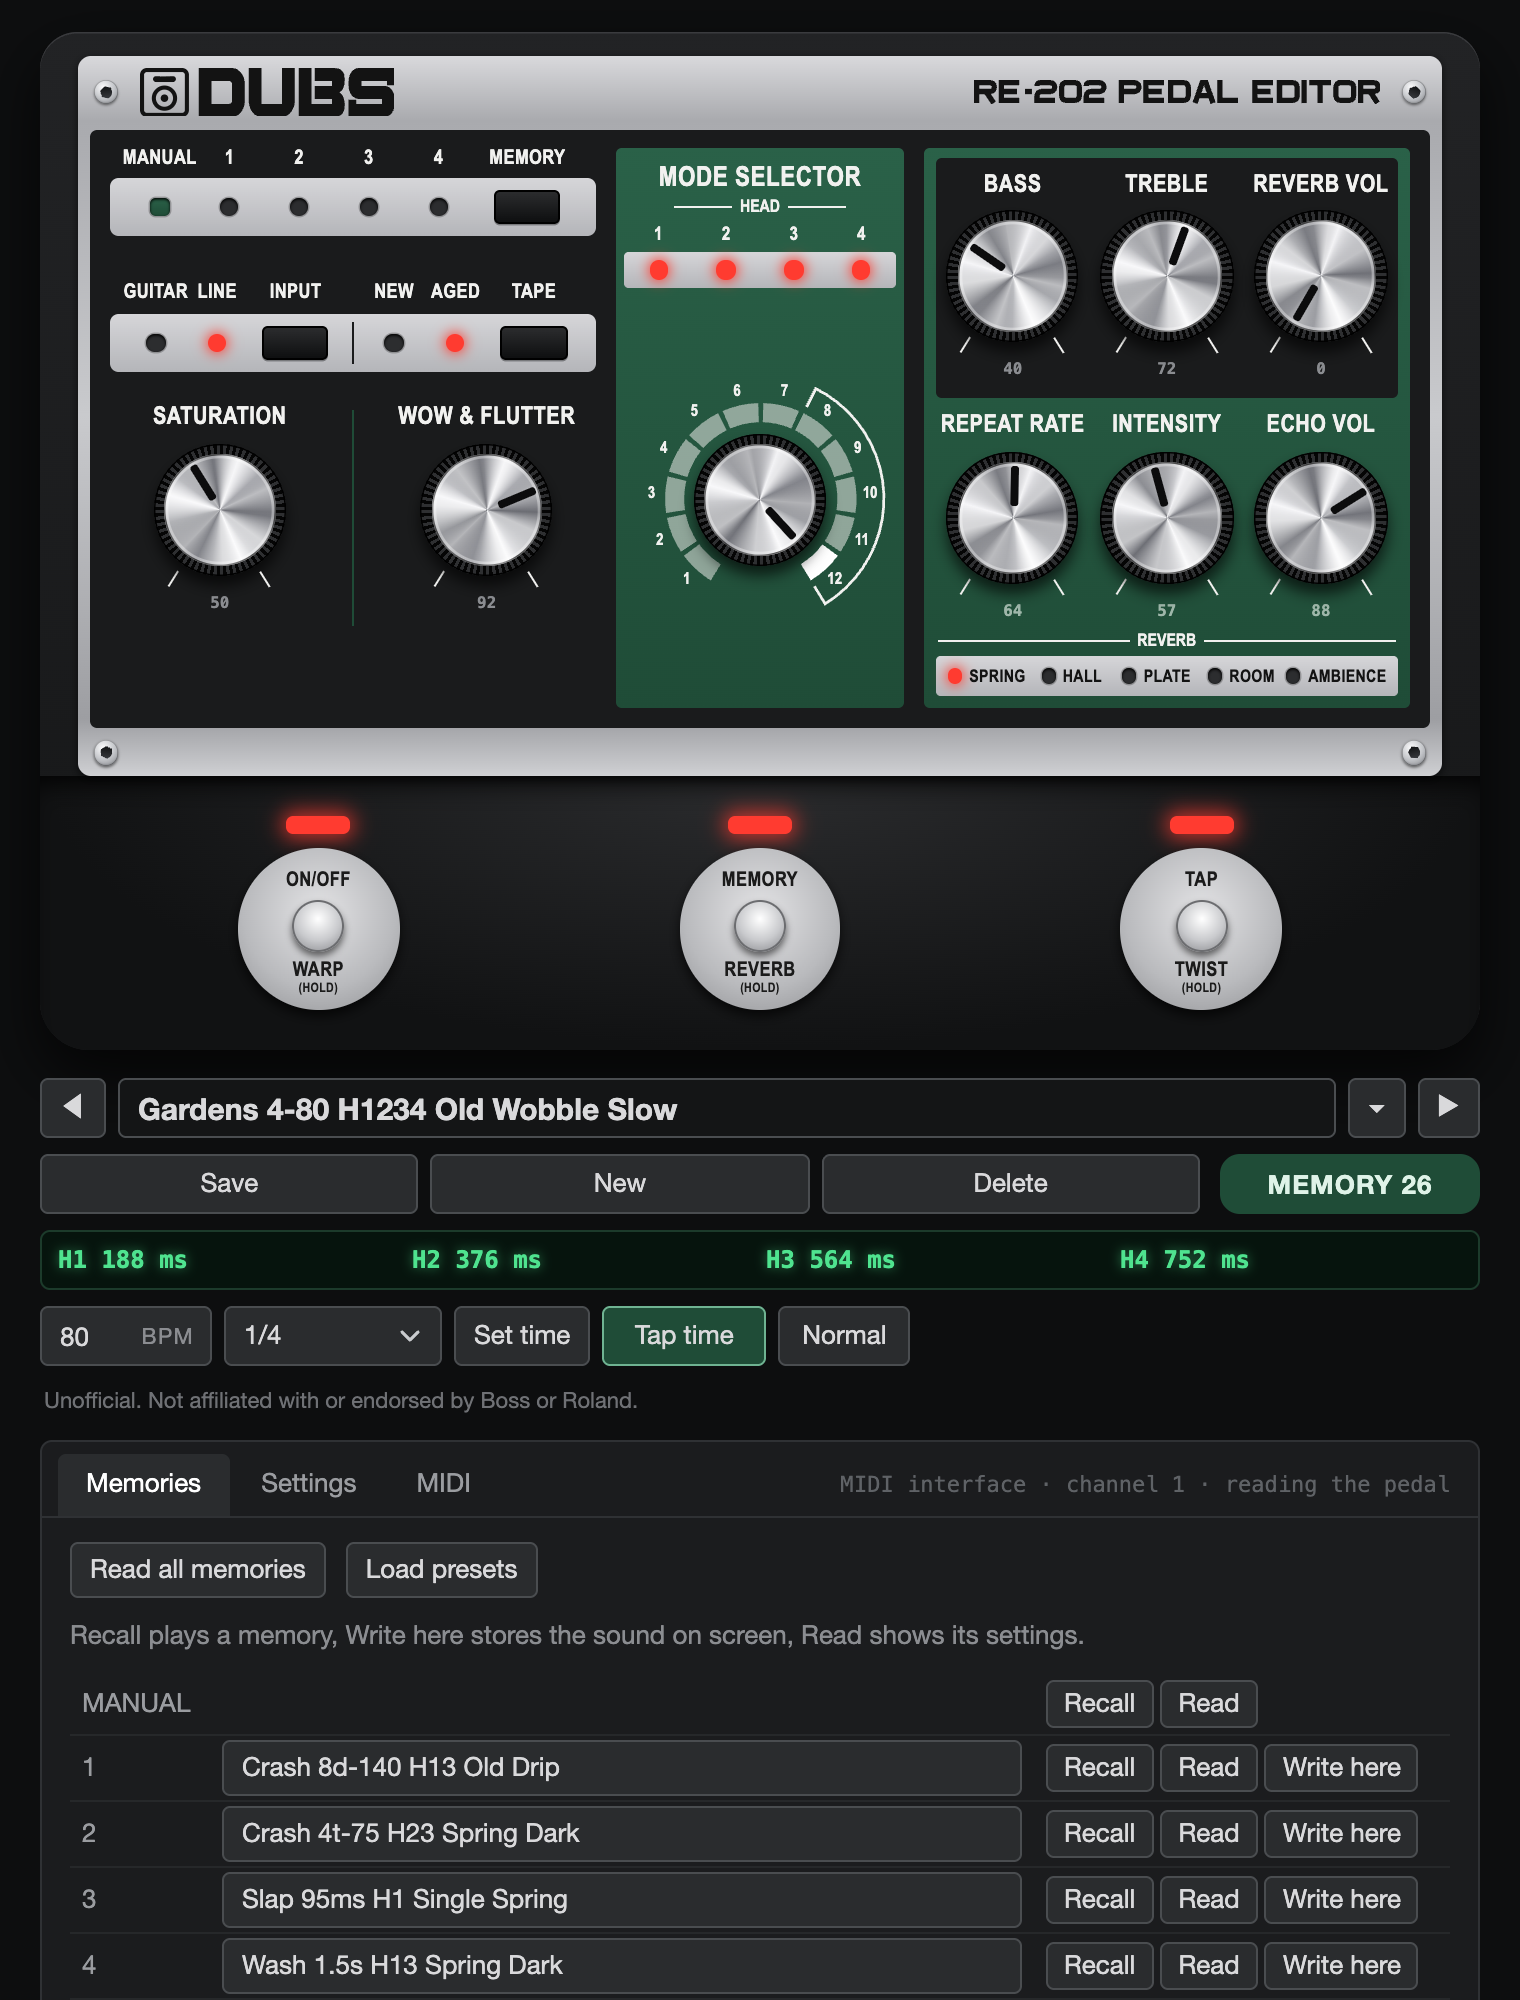 DUBS
RE-202 PEDAL EDITOR
MANUAL 1 2 3 4 MEMORY
GUITAR LINE INPUT NEW AGED TAPE
SATURATION WOW & FLUTTER
50 92
MODE SELECTOR
HEAD
1 2 3 4
1 2 3 4 5 6 7 8 9 10 11 12
BASS TREBLE REVERB VOL
40 72 0
REPEAT RATE INTENSITY ECHO VOL
64 57 88
REVERB
SPRING HALL PLATE ROOM AMBIENCE
ON/OFF
WARP
(HOLD)
MEMORY
REVERB
(HOLD)
TAP
TWIST
(HOLD)
Gardens 4-80 H1234 Old Wobble Slow
Save New Delete MEMORY 26
H1 188 ms H2 376 ms H3 564 ms H4 752 ms
80 BPM 1/4 Set time Tap time Normal
Unofficial. Not affiliated with or endorsed by Boss or Roland.
Memories Settings MIDI MIDI interface · channel 1 · reading the pedal
Read all memories Load presets
Recall plays a memory, Write here stores the sound on screen, Read shows its settings.
MANUAL Recall Read
1 Crash 8d-140 H13 Old Drip Recall Read Write here
2 Crash 4t-75 H23 Spring Dark Recall Read Write here
3 Slap 95ms H1 Single Spring Recall Read Write here
4 Wash 1.5s H13 Spring Dark Recall Read Write here